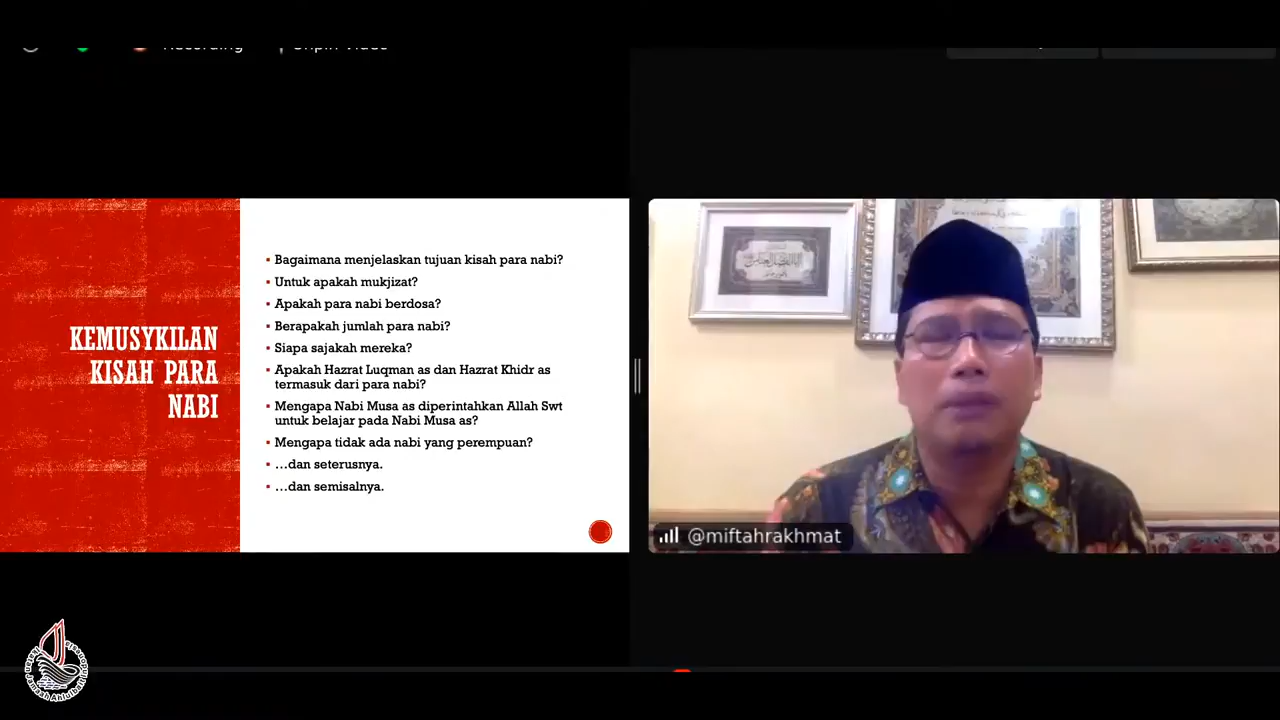 Recording
Unpin Video
KEMUSYKILAN
KISAH PARA
NABI
▪ Bagaimana menjelaskan tujuan kisah para nabi?
▪ Untuk apakah mukjizat?
▪ Apakah para nabi berdosa?
▪ Berapakah jumlah para nabi?
▪ Siapa sajakah mereka?
▪ Apakah Hazrat Luqman as dan Hazrat Khidr as
termasuk dari para nabi?
▪ Mengapa Nabi Musa as diperintahkan Allah Swt
untuk belajar pada Nabi Musa as?
▪ Mengapa tidak ada nabi yang perempuan?
▪ …dan seterusnya.
▪ …dan semisalnya.
@miftahrakhmat